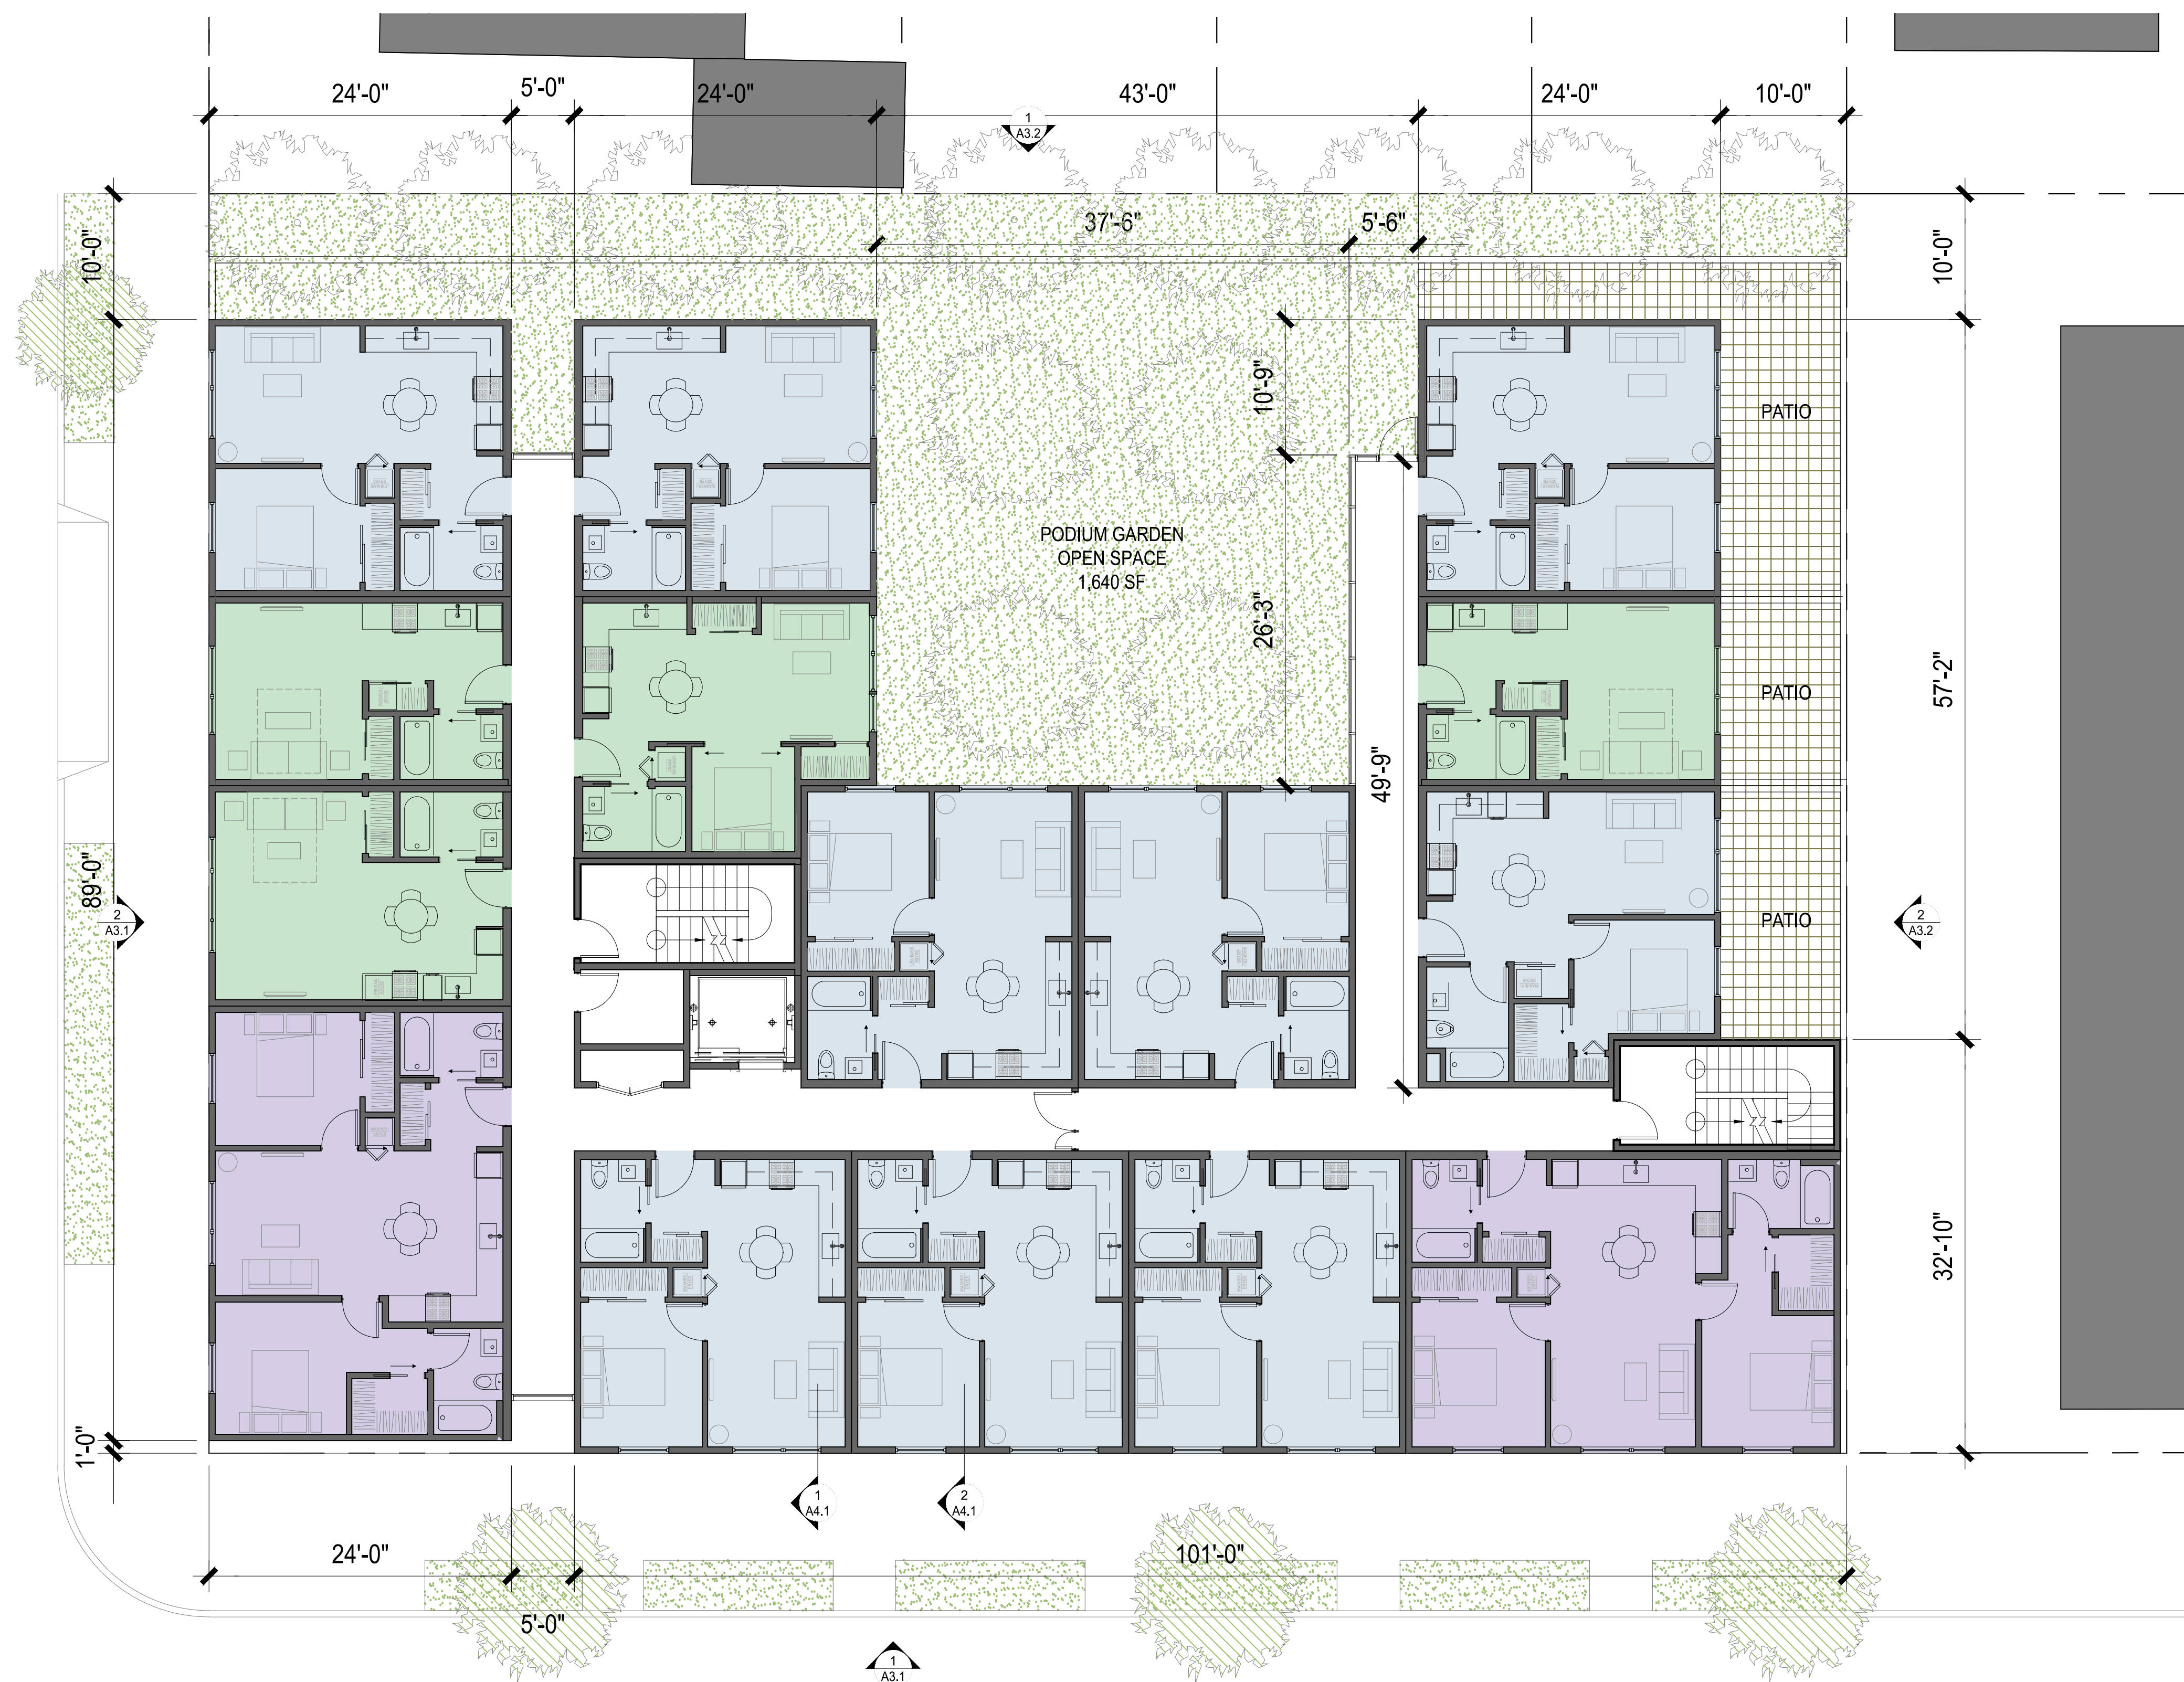 24'-0"
5'-0"
24'-0"
43'-0"
24'-0"
10'-0"
1
A3.2
37'-6"
5'-6"
10'-0"
10'-0"
10'-9"
PATIO
PODIUM GARDEN
OPEN SPACE
1,640 SF
26'-3"
57'-2"
PATIO
49'-9"
89'-0"
2
A3.1
PATIO
2
A3.2
32'-10"
1'-0"
1
A4.1
2
A4.1
24'-0"
101'-0"
5'-0"
1
A3.1